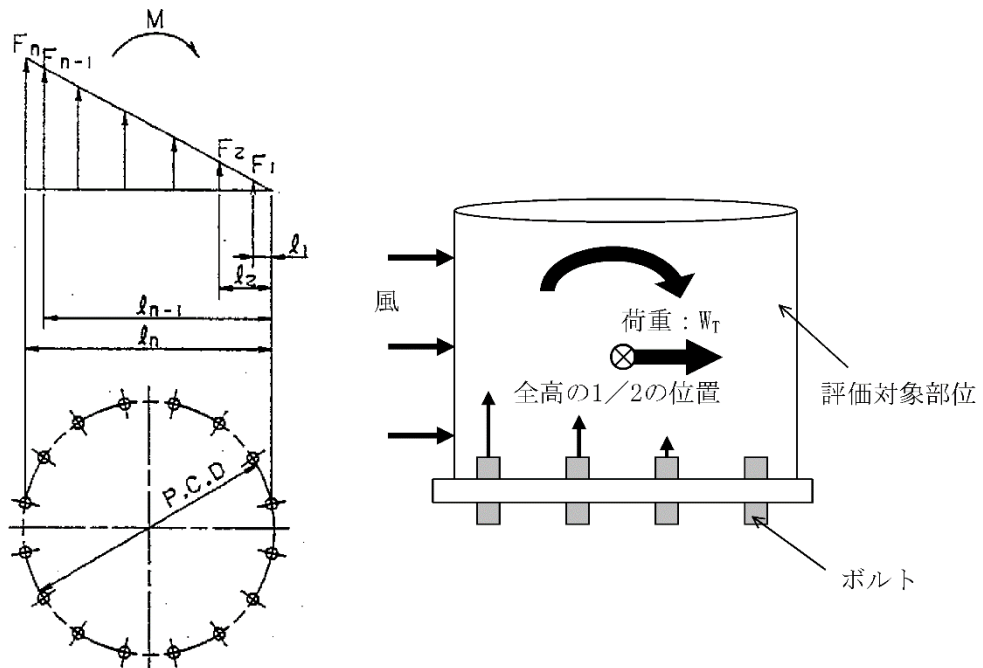 M
Fn
Fn-1
F2
F1
ℓ1
ℓ2
ℓn-1
ℓn
P.C.D
風
荷重：WT
全高の1／2の位置
評価対象部位
ボルト